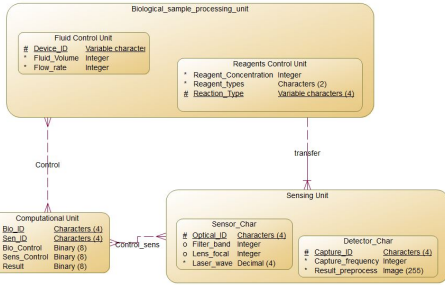 Biological_sample_processing_unit
Fluid Control Unit
# Device_ID Variable character
* Fluid_Volume Integer
* Flow_rate Integer
Reagents Control Unit
* Reagent_Concentration Integer
* Reagent_types Characters (2)
# Reaction_Type Variable characters (4)
Control
transfer
Sensing Unit
Computational Unit
Bio_ID Characters (4)
Sen_ID Characters (4)
Bio_Control Binary (8)
Sens_Control Binary (8)
Result Binary (8)
Control_sens
Sensor_Char
# Optical_ID Characters (4)
o Filter_band Integer
o Lens_focal Integer
* Laser_wave Decimal (4)
Detector_Char
# Capture_ID Characters (4)
* Capture_frequency Integer
* Result_preprocess Image (255)